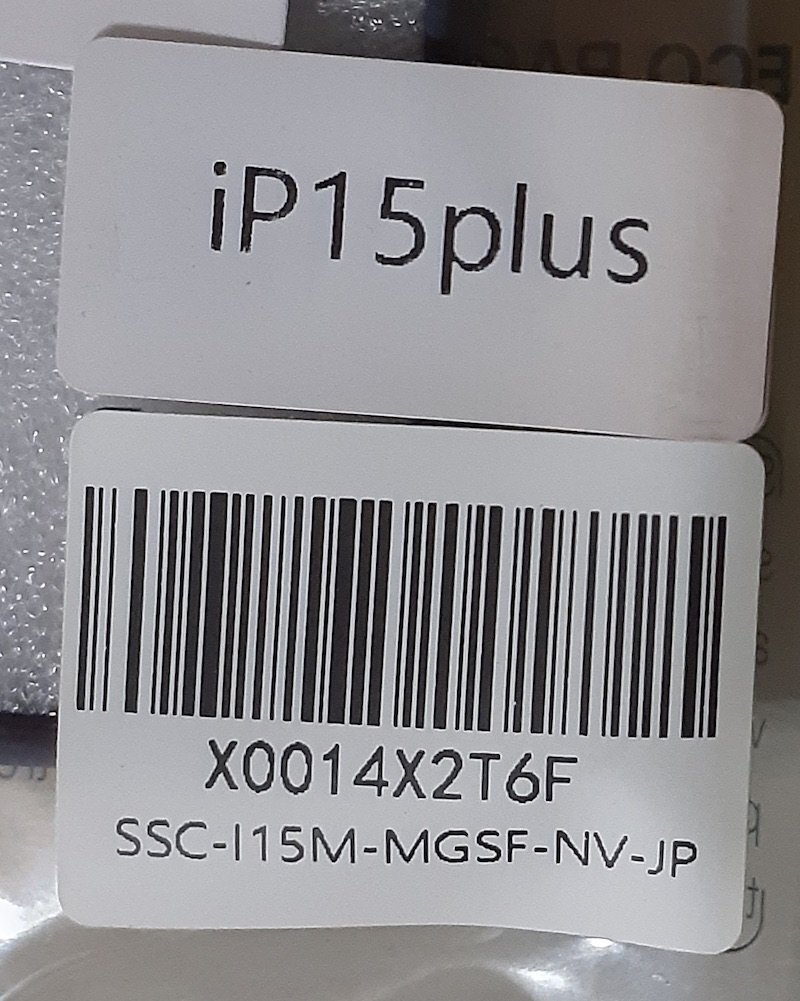 iP15plus
X0014X2T6F
SSC-I15M-MGSF-NV-JP